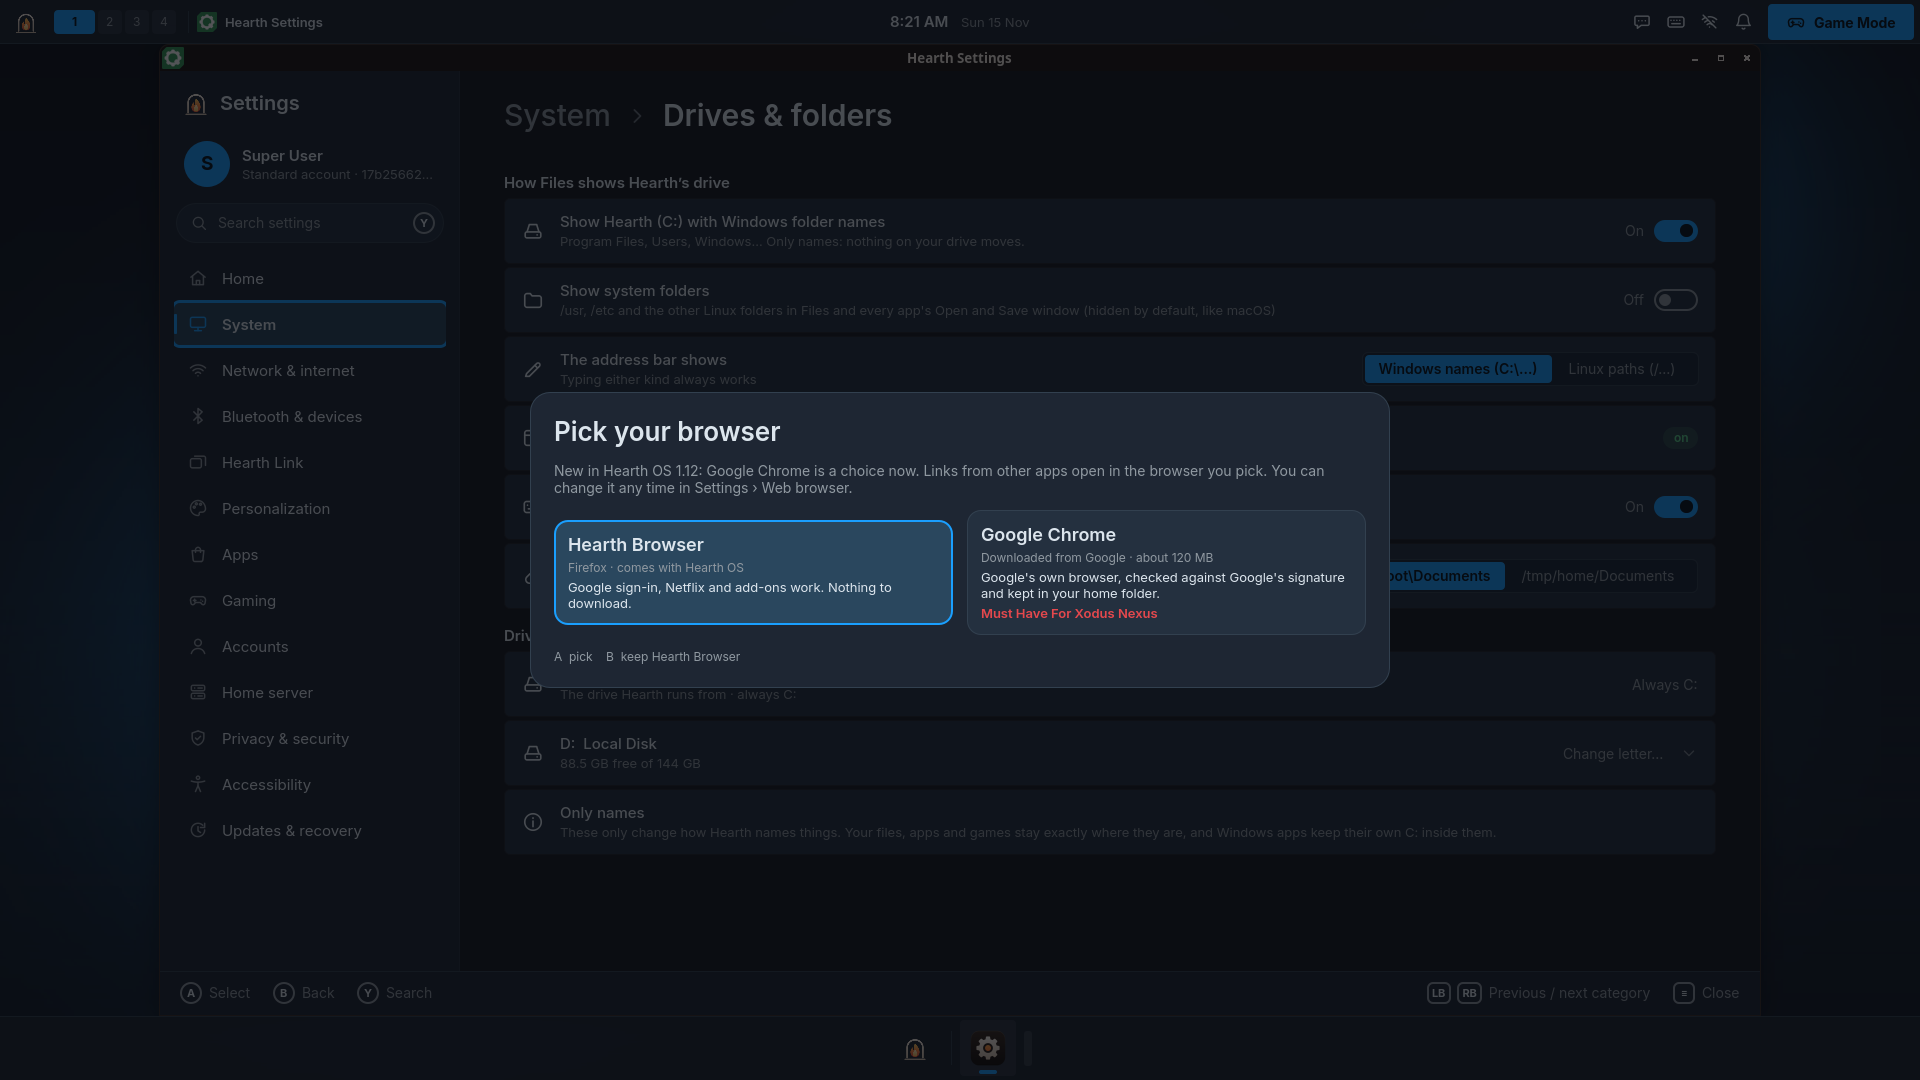 1 2 3 4 Hearth Settings
8:21 AM Sun 15 Nov
Game Mode
Hearth Settings
Settings
S
Super User
Standard account · 17b25662...
Search settings Y
Home
System
Network & internet
Bluetooth & devices
Hearth Link
Personalization
Apps
Gaming
Accounts
Home server
Privacy & security
Accessibility
Updates & recovery
System › Drives & folders
How Files shows Hearth's drive
Show Hearth (C:) with Windows folder names
Program Files, Users, Windows... Only names: nothing on your drive moves.
On
Show system folders
/usr, /etc and the other Linux folders in Files and every app's Open and Save window (hidden by default, like macOS)
Off
The address bar shows
Typing either kind always works
Windows names (C:\...) Linux paths (/...)
on
On
\Documents /tmp/home/Documents
Pick your browser
New in Hearth OS 1.12: Google Chrome is a choice now. Links from other apps open in the browser you pick. You can
change it any time in Settings › Web browser.
Hearth Browser
Firefox · comes with Hearth OS
Google sign-in, Netflix and add-ons work. Nothing to
download.
Google Chrome
Downloaded from Google · about 120 MB
Google's own browser, checked against Google's signature
and kept in your home folder.
Must Have For Xodus Nexus
A pick B keep Hearth Browser
The drive Hearth runs from · always C:
Always C:
D: Local Disk
88.5 GB free of 144 GB
Change letter...
Only names
These only change how Hearth names things. Your files, apps and games stay exactly where they are, and Windows apps keep their own C: inside them.
A Select B Back Y Search
LB RB Previous / next category ≡ Close